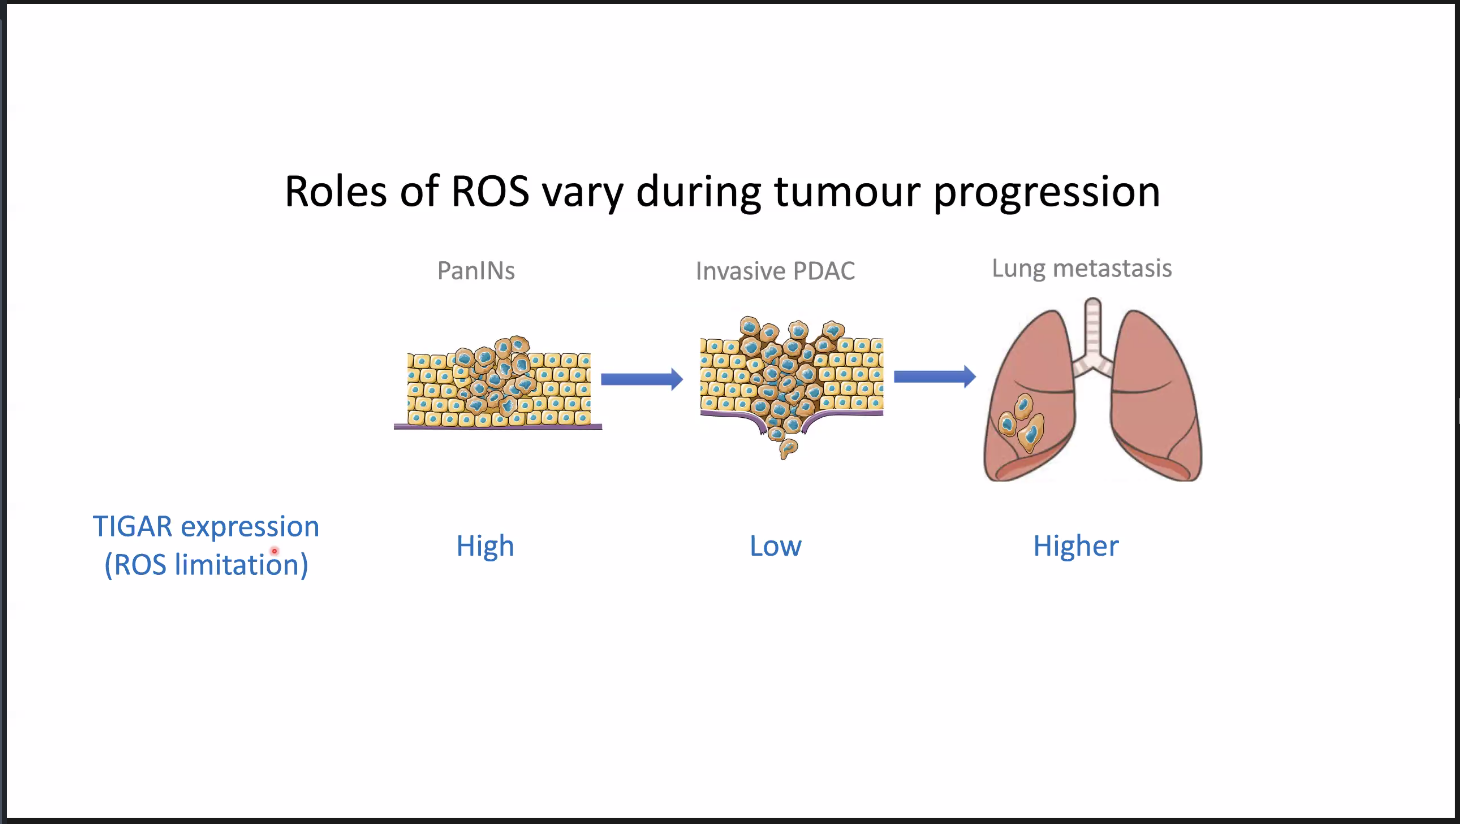 Roles of ROS vary during tumour progression
PanINs
Invasive PDAC
Lung metastasis
TIGAR expression
(ROS limitation)
High
Low
Higher